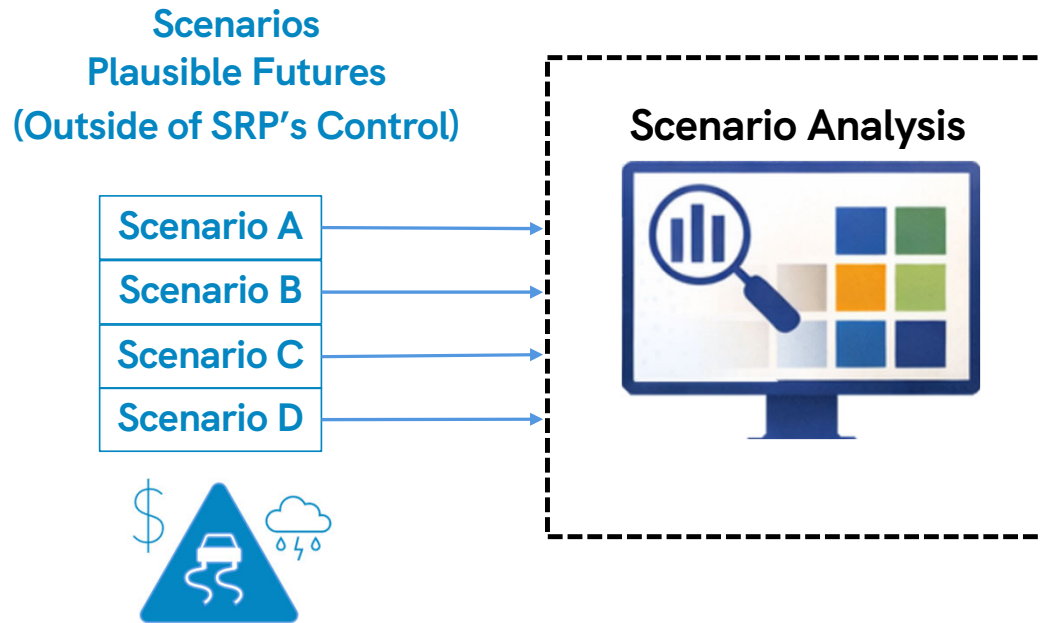 Scenarios
Plausible Futures
(Outside of SRP’s Control)
Scenario Analysis
Scenario A
Scenario B
Scenario C
Scenario D
$